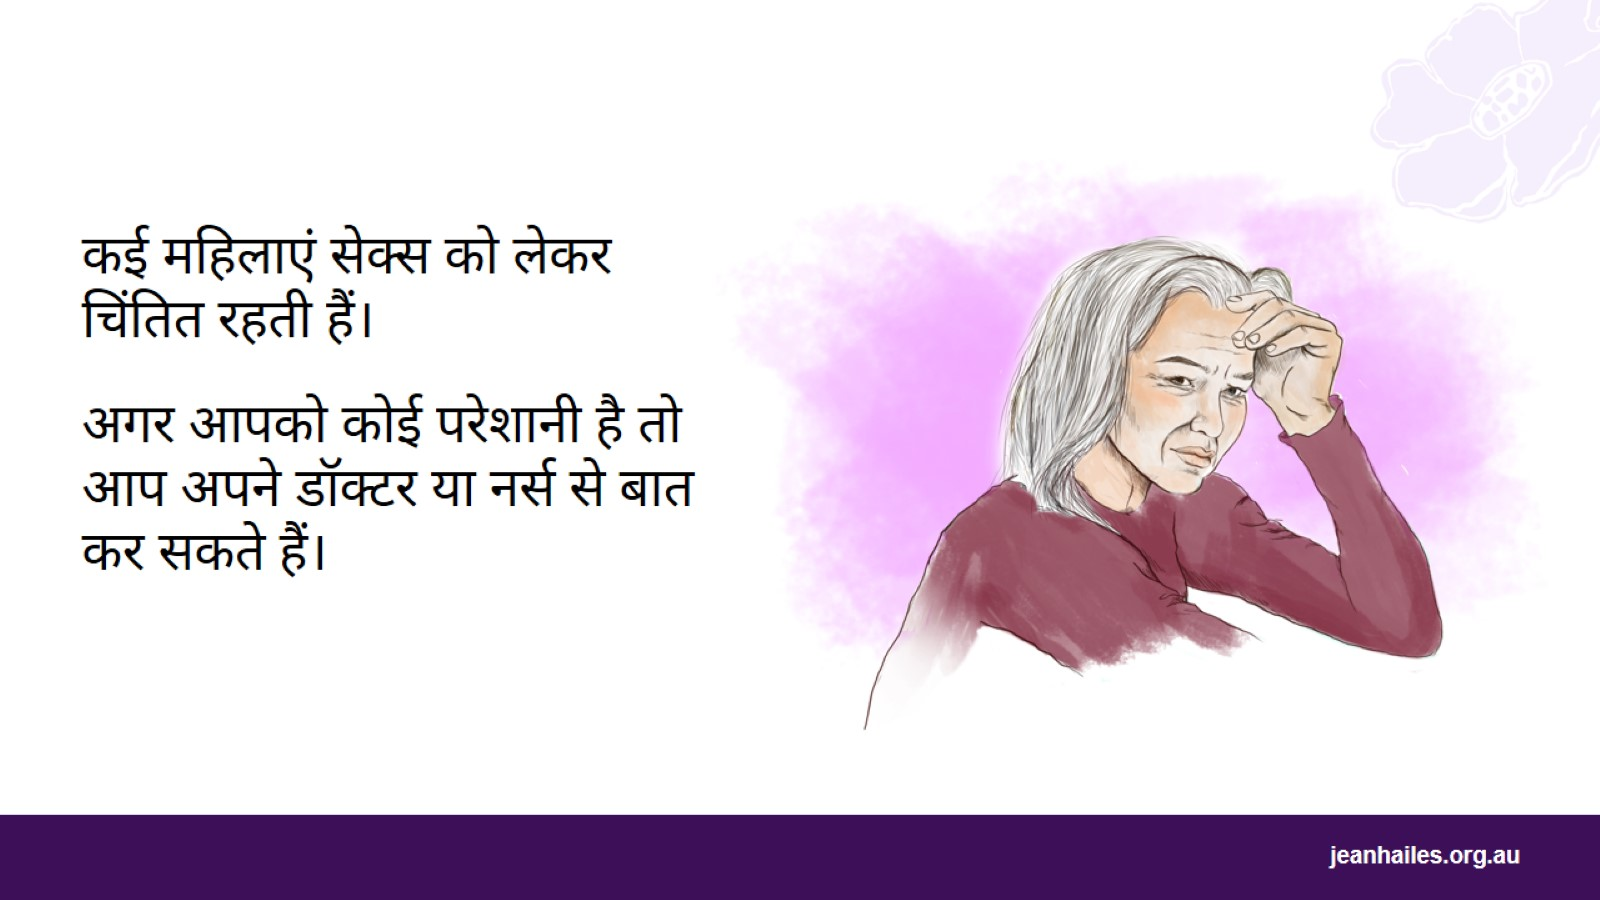 कई महिलाएं सेक्स को लेकर
चिंतित रहती हैं।
अगर आपको कोई परेशानी है तो
आप अपने डॉक्टर या नर्स से बात
कर सकते हैं।
jeanhailes.org.au